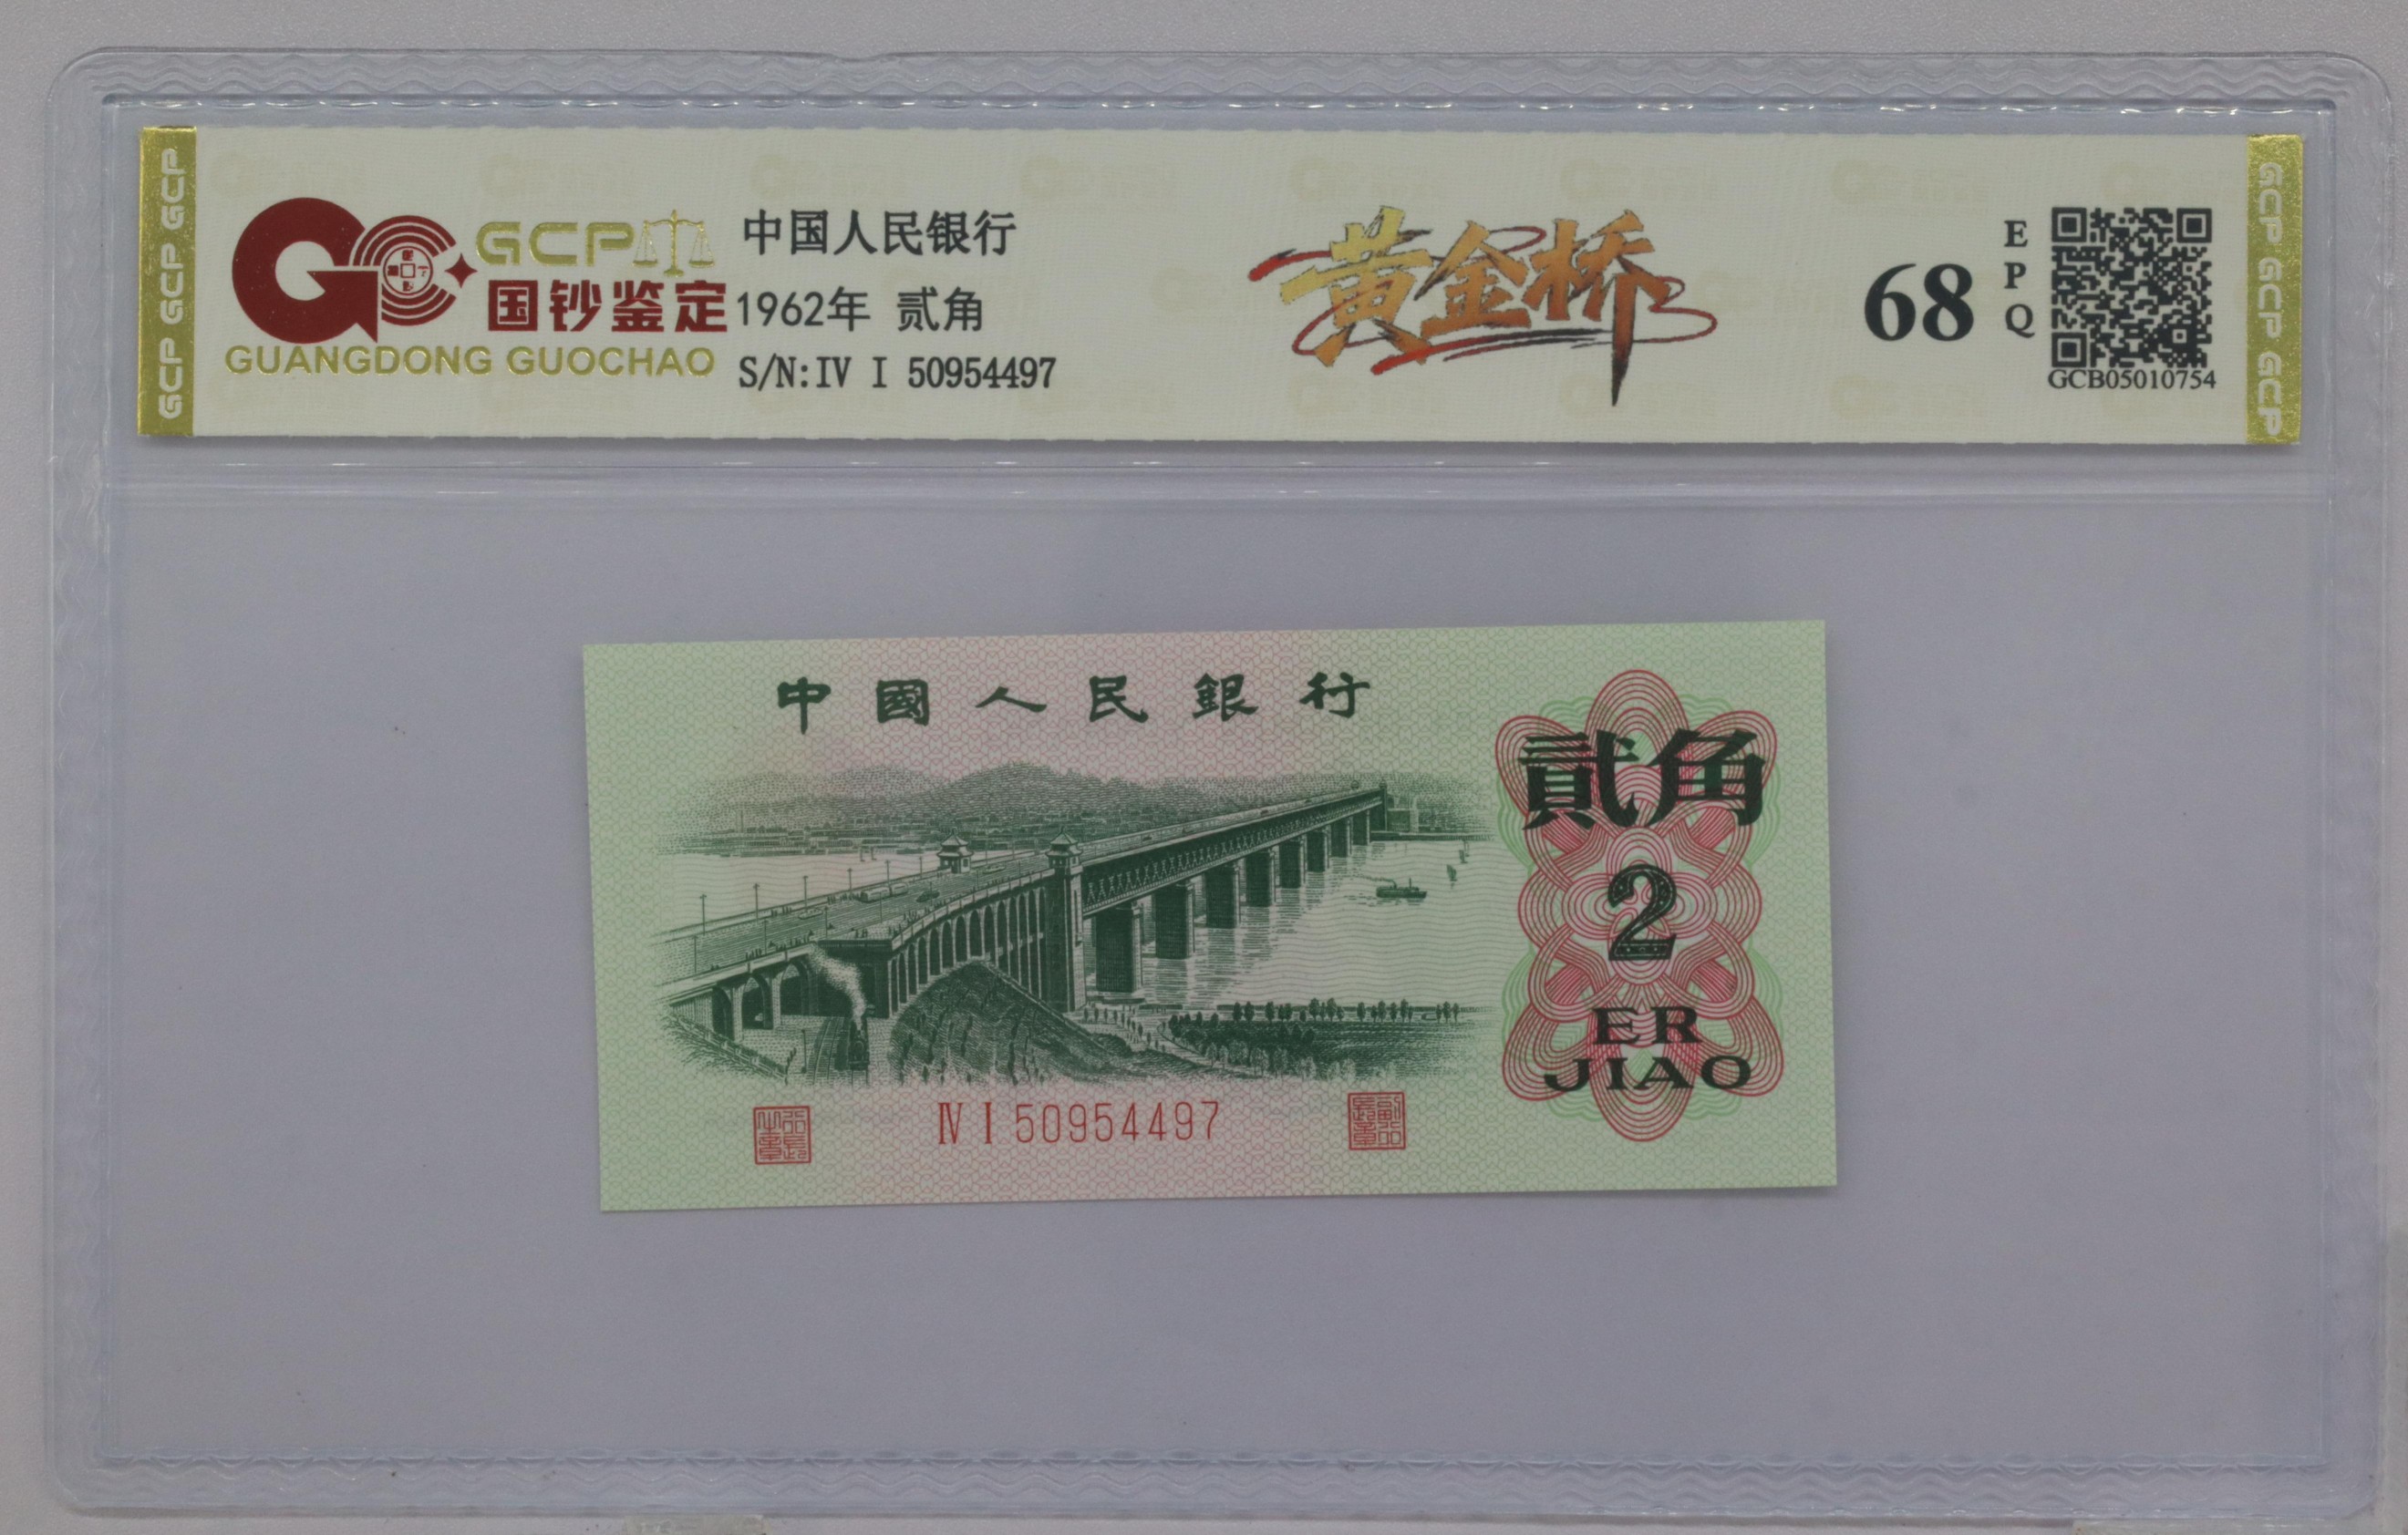 GCP GCP GCP
GCP
国钞鉴定
GUANGDONG GUOCHAO
中国人民银行
1962年 贰角
S/N:IV I 50954497
黄金桥
68
EPQ
GCB05010754
GCP GCP GCP
中國人民銀行
貳角
2
ER
JIAO
Ⅳ Ⅰ 50954497